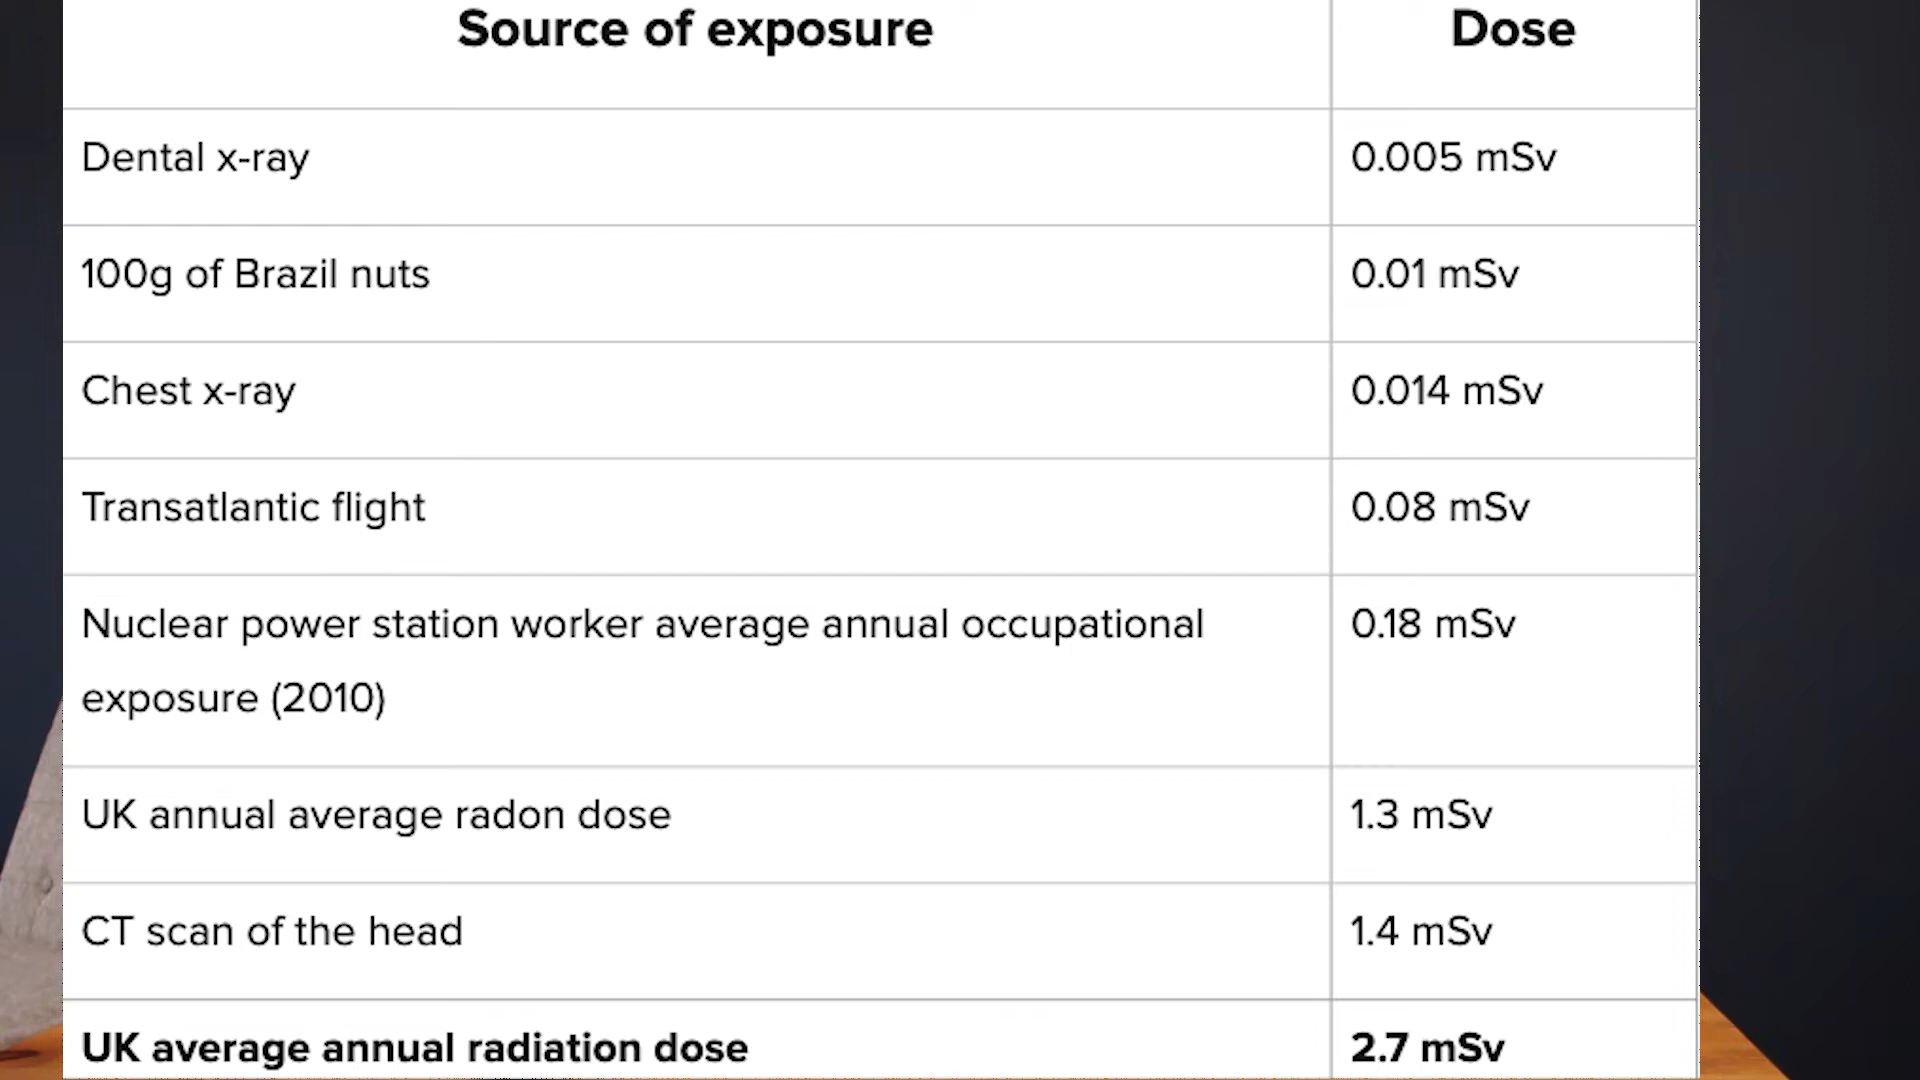 Source of exposure Dose
Dental x-ray 0.005 mSv
100g of Brazil nuts 0.01 mSv
Chest x-ray 0.014 mSv
Transatlantic flight 0.08 mSv
Nuclear power station worker average annual occupational 0.18 mSv
exposure (2010)
UK annual average radon dose 1.3 mSv
CT scan of the head 1.4 mSv
UK average annual radiation dose 2.7 mSv